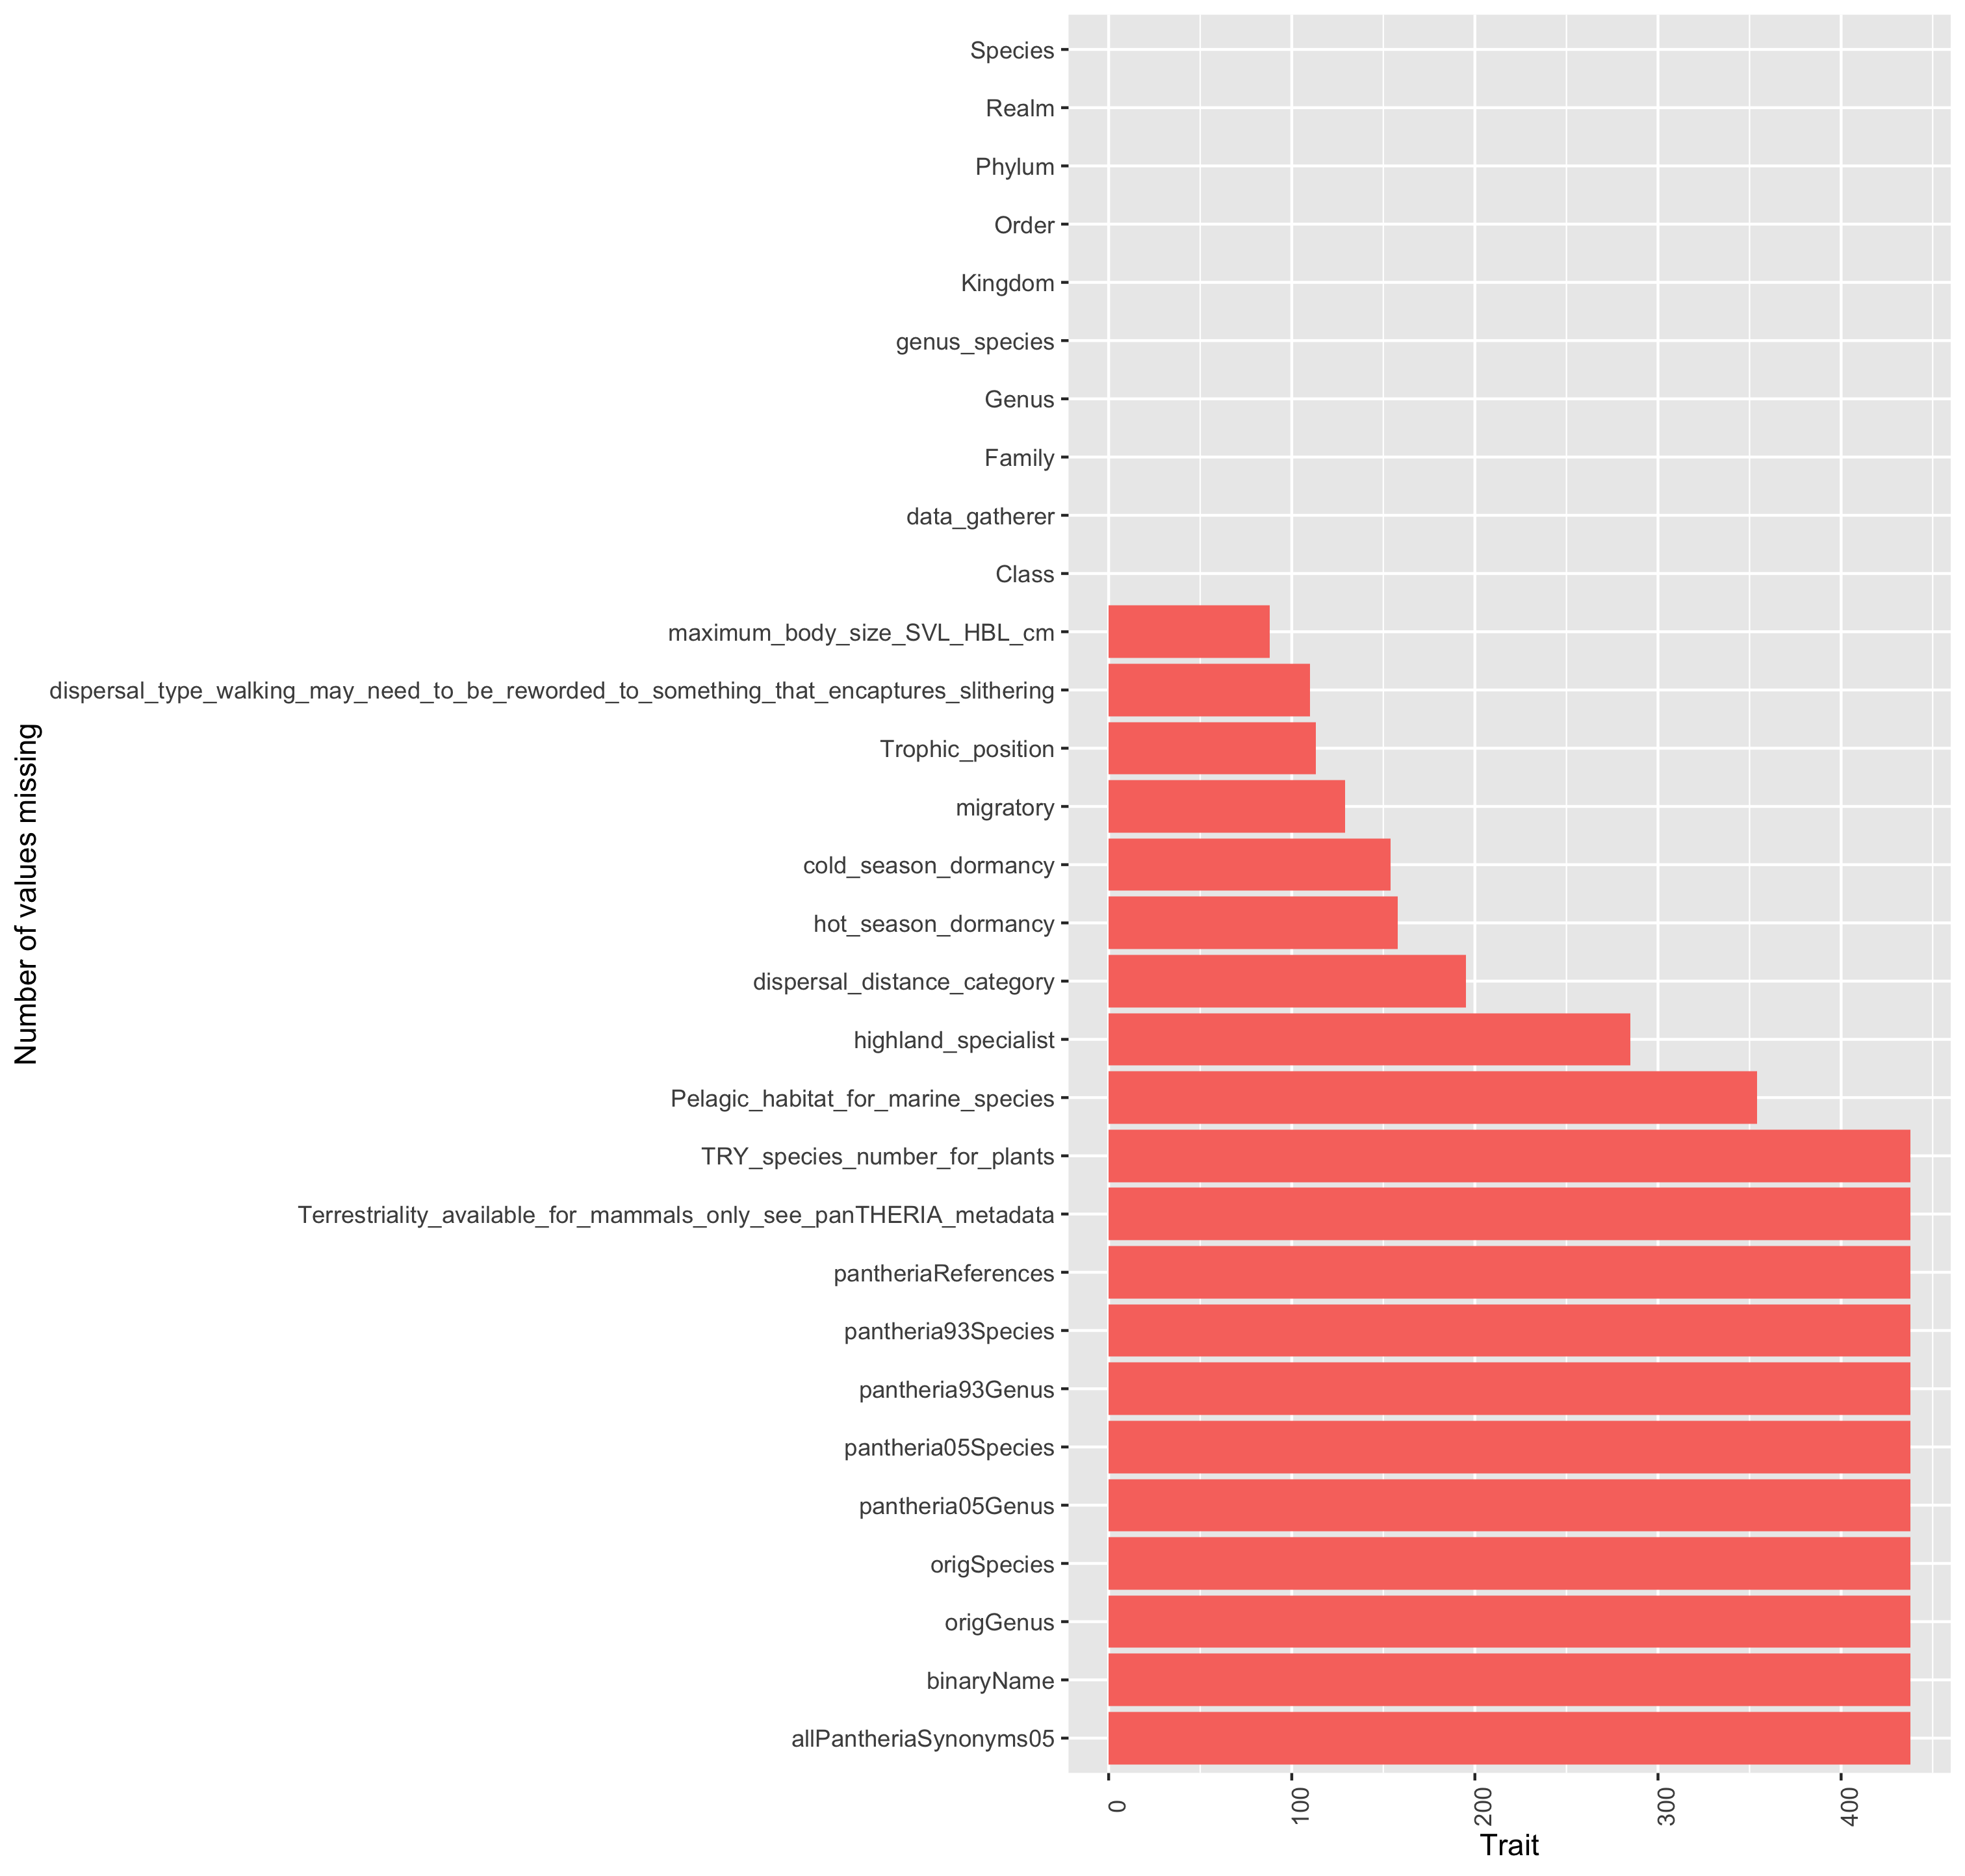 Species
Realm
Phylum
Order
Kingdom
genus_species
Genus
Family
data_gatherer
Class
maximum_body_size_SVL_HBL_cm
dispersal_type_walking_may_need_to_be_reworded_to_something_that_encaptures_slithering
Trophic_position
migratory
cold_season_dormancy
hot_season_dormancy
dispersal_distance_category
highland_specialist
Pelagic_habitat_for_marine_species
TRY_species_number_for_plants
Terrestriality_available_for_mammals_only_see_panTHERIA_metadata
pantheriaReferences
pantheria93Species
pantheria93Genus
pantheria05Species
pantheria05Genus
origSpecies
origGenus
binaryName
allPantheriaSynonyms05
Number of values missing
0 100 200 300 400
Trait